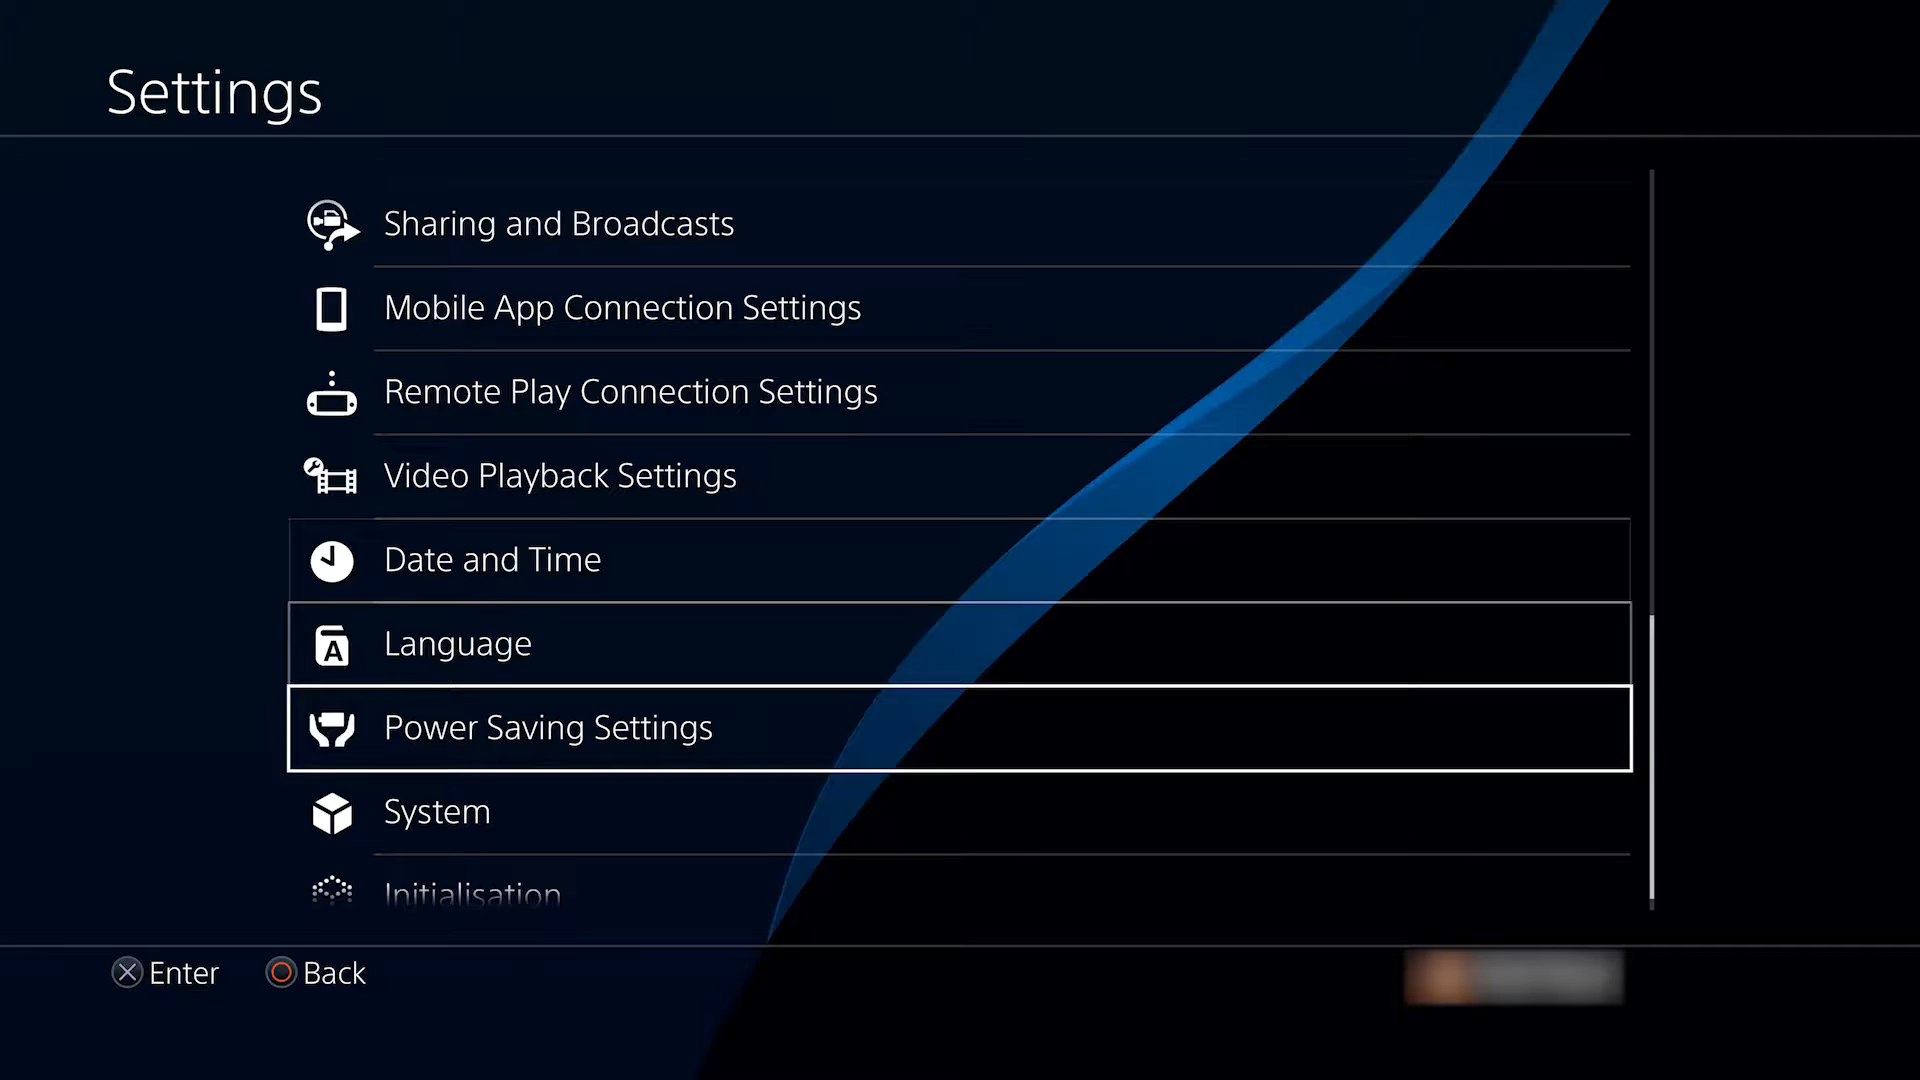 Settings
Sharing and Broadcasts
Mobile App Connection Settings
Remote Play Connection Settings
Video Playback Settings
Date and Time
Language
Power Saving Settings
System
Initialisation
Enter Back